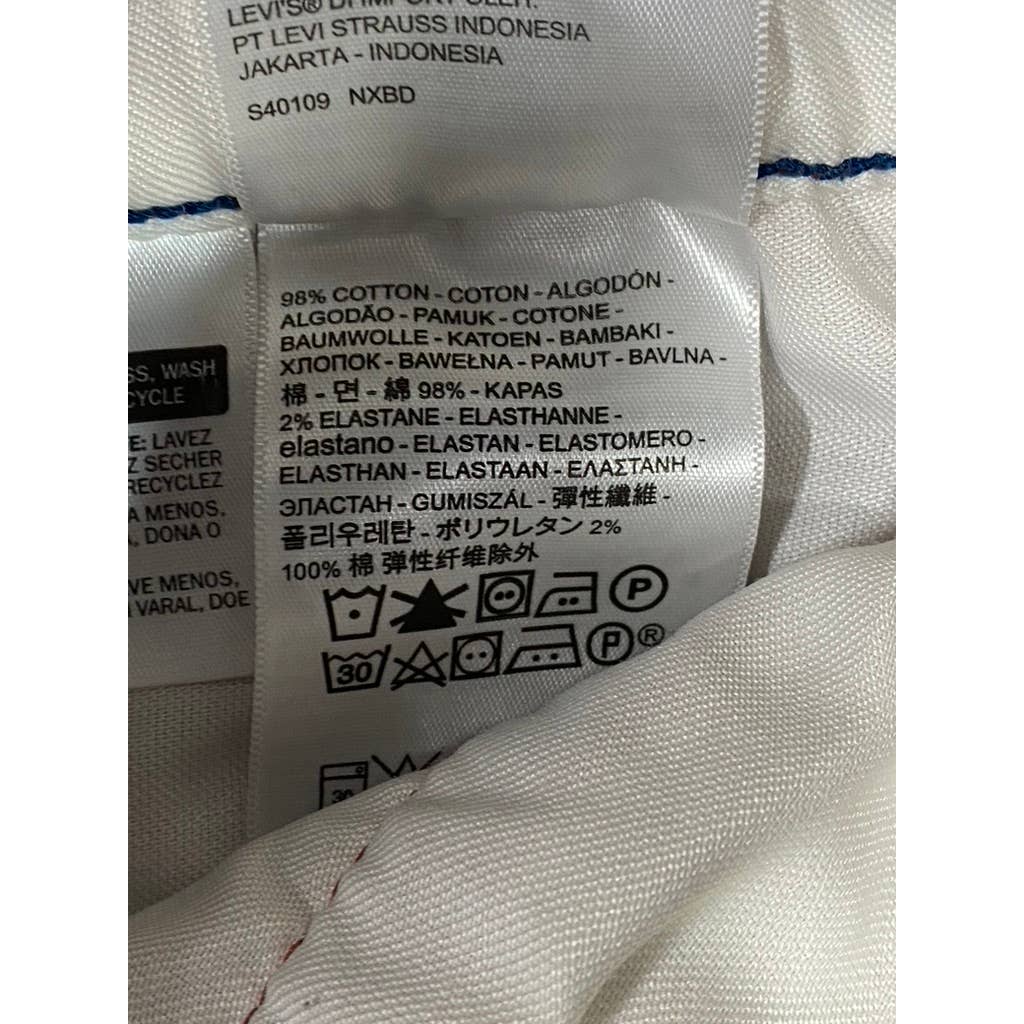 LEVI'S® DI IMPORT OLEH:
PT LEVI STRAUSS INDONESIA
JAKARTA - INDONESIA
S40109 NXBD
SS, WASH
CYCLE
E: LAVEZ
Z SECHER
RECYCLEZ
A MENOS,
, DONA O
VE MENOS,
VARAL, DOE
98% COTTON - COTON - ALGODÓN -
ALGODÃO - PAMUK - COTONE -
BAUMWOLLE - KATOEN - BAMBAKI -
ХЛОПОК - BAWEŁNA - PAMUT - BAVLNA -
棉 - 면 - 綿 98% - KAPAS
2% ELASTANE - ELASTHANNE -
elastano - ELASTAN - ELASTOMERO -
ELASTHAN - ELASTAAN - ΕΛΑΣΤΑΝΗ -
ЭЛАСТАН - GUMISZÁL - 彈性纖維 -
폴리우레탄 - ポリウレタン 2%
100% 棉 弹性纤维除外
P
30 P ®
30